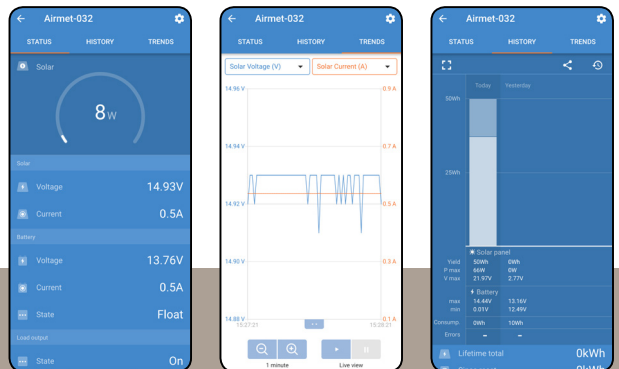 Airmet-032
STATUS HISTORY TRENDS
Solar
8W
Solar
Voltage 14.93V
Current 0.5A
Battery
Voltage 13.76V
Current 0.5A
State Float
Load output
State On
Airmet-032
STATUS HISTORY TRENDS
Solar Voltage (V) Solar Current (A)
14.96 V 0.9 A
14.94 V 0.7 A
14.92 V 0.5 A
14.90 V 0.3 A
14.88 V 0.1 A
15:27:21 15:28:21
1 minute Live view
Airmet-032
STATUS HISTORY TRENDS
Today Yesterday
50Wh
25Wh
Solar panel
Yield 50Wh 0Wh
P max 66W 0W
V max 21.97V 2.77V
Battery
max 14.44V 13.16V
min 0.01V 12.49V
Consump. 0Wh 10Wh
Errors – –
Lifetime total 0kWh